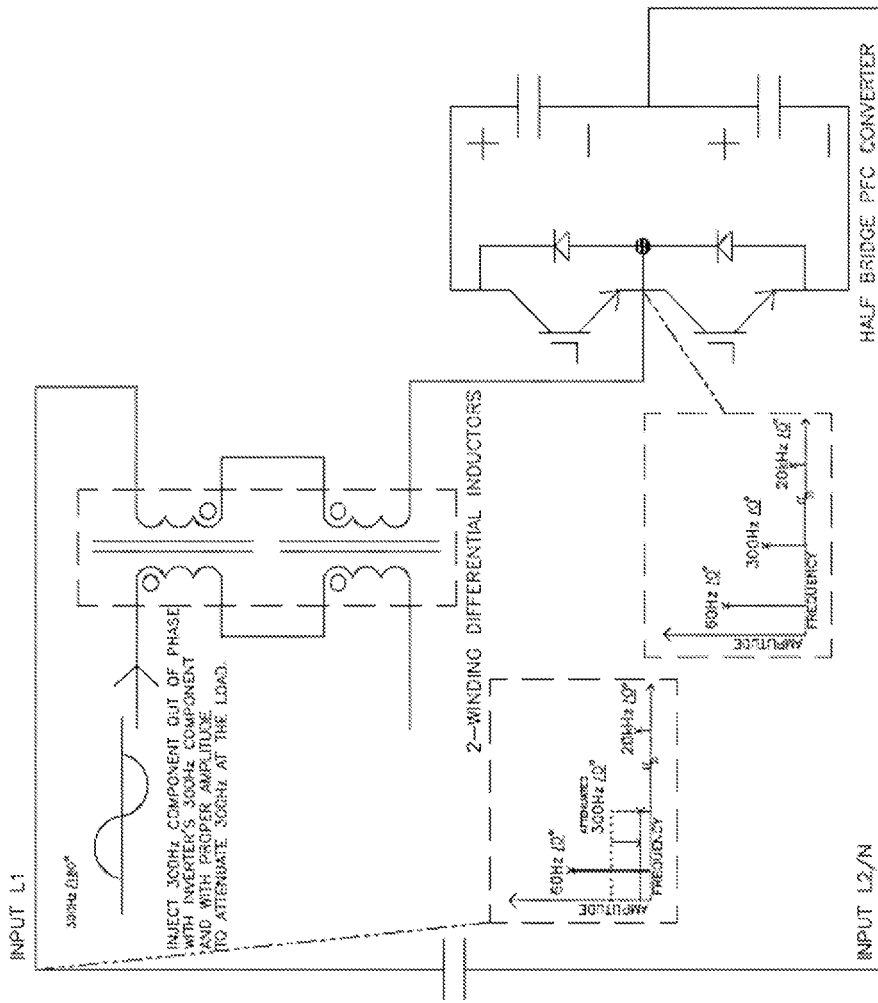 INPUT L1
300Hz /180°
INJECT 300Hz COMPONENT OUT OF PHASE
WITH INVERTER'S 300Hz COMPONENT
AND WITH PROPER AMPLITUDE
TO ATTENUATE 300Hz AT THE LOAD.
2-WINDING DIFFERENTIAL INDUCTORS
AMPLITUDE
60Hz /0°
ATTENUATED
300Hz /0°
20kHz /0°
FREQUENCY
AMPLITUDE
60Hz /0°
300Hz /0°
20kHz /0°
FREQUENCY
+
−
+
−
INPUT L2/N
HALF BRIDGE PFC CONVERTER